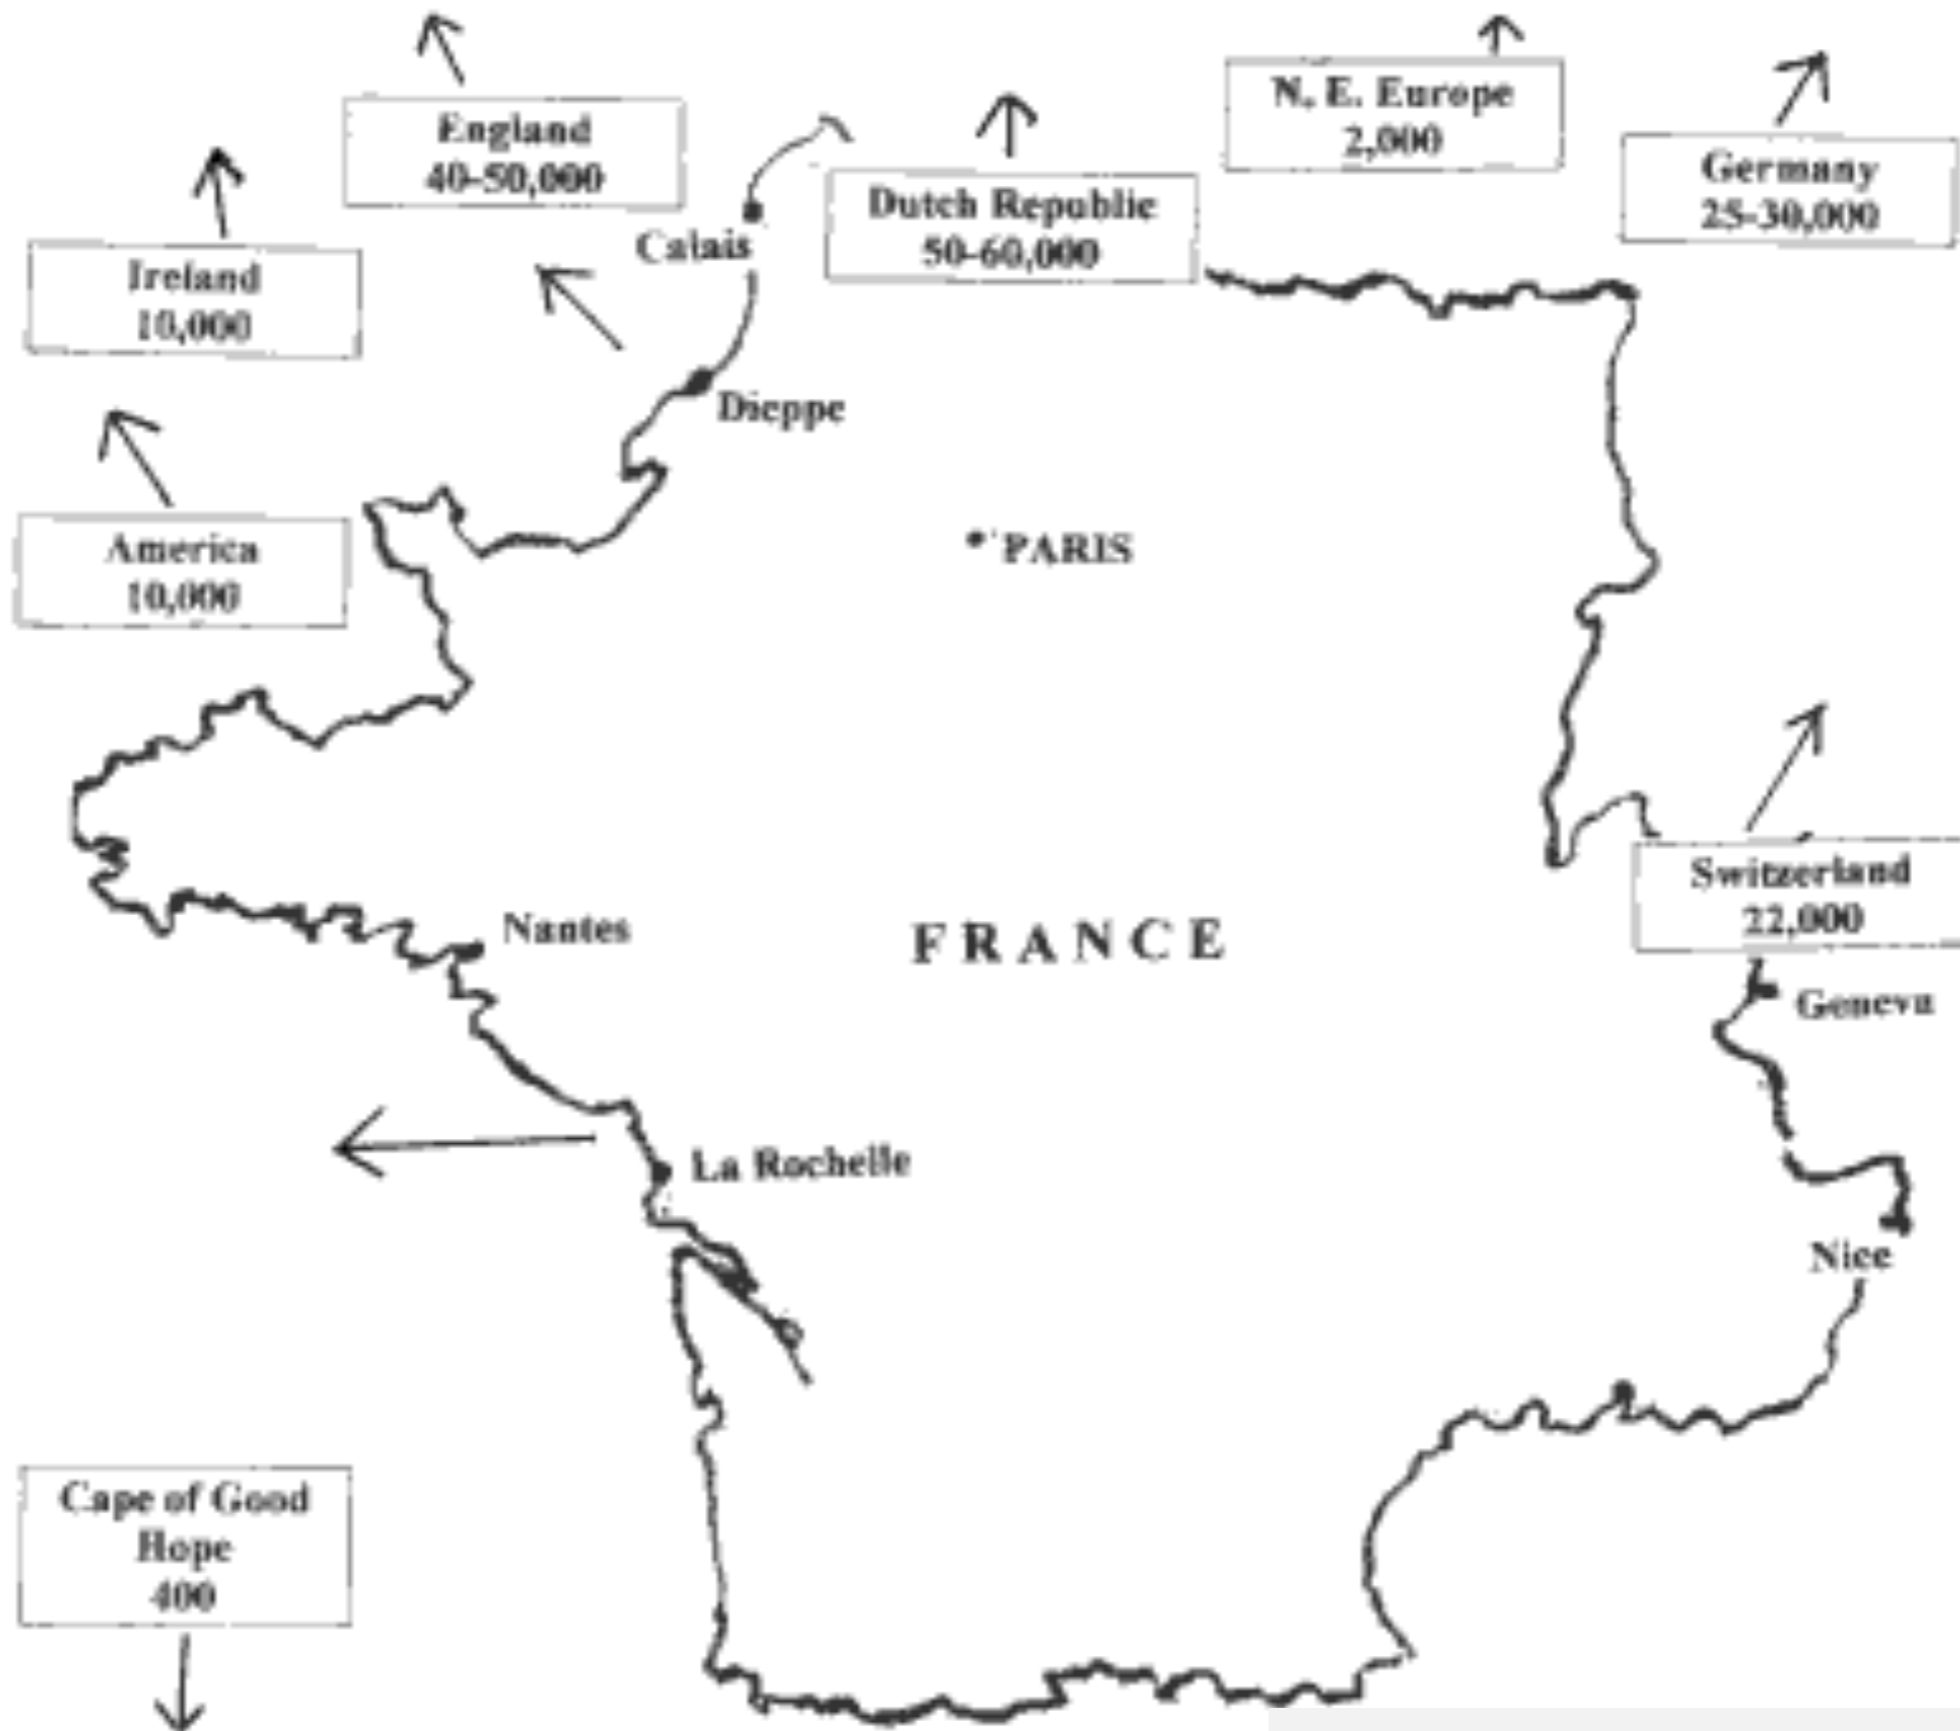 N. E. Europe
2,000
England
40-50,000
Germany
25-30,000
Dutch Republic
50-60,000
Calais
Ireland
10,000
Dieppe
America
10,000
PARIS
Switzerland
22,000
Nantes
FRANCE
Geneva
La Rochelle
Nice
Cape of Good
Hope
400